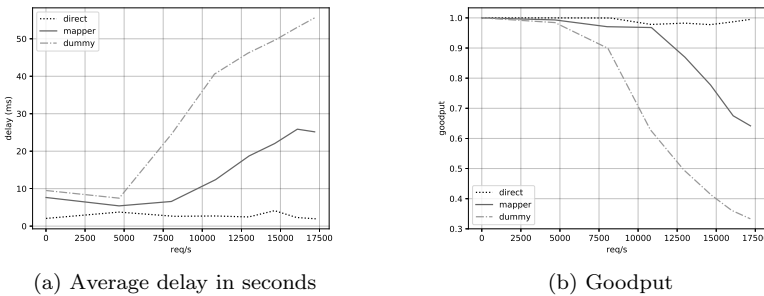 direct
mapper
dummy
50
40
30
20
10
0
delay (ms)
0 2500 5000 7500 10000 12500 15000 17500
req/s
(a) Average delay in seconds
1.0
0.9
0.8
0.7
0.6
0.5
0.4
0.3
goodput
direct
mapper
dummy
0 2500 5000 7500 10000 12500 15000 17500
req/s
(b) Goodput